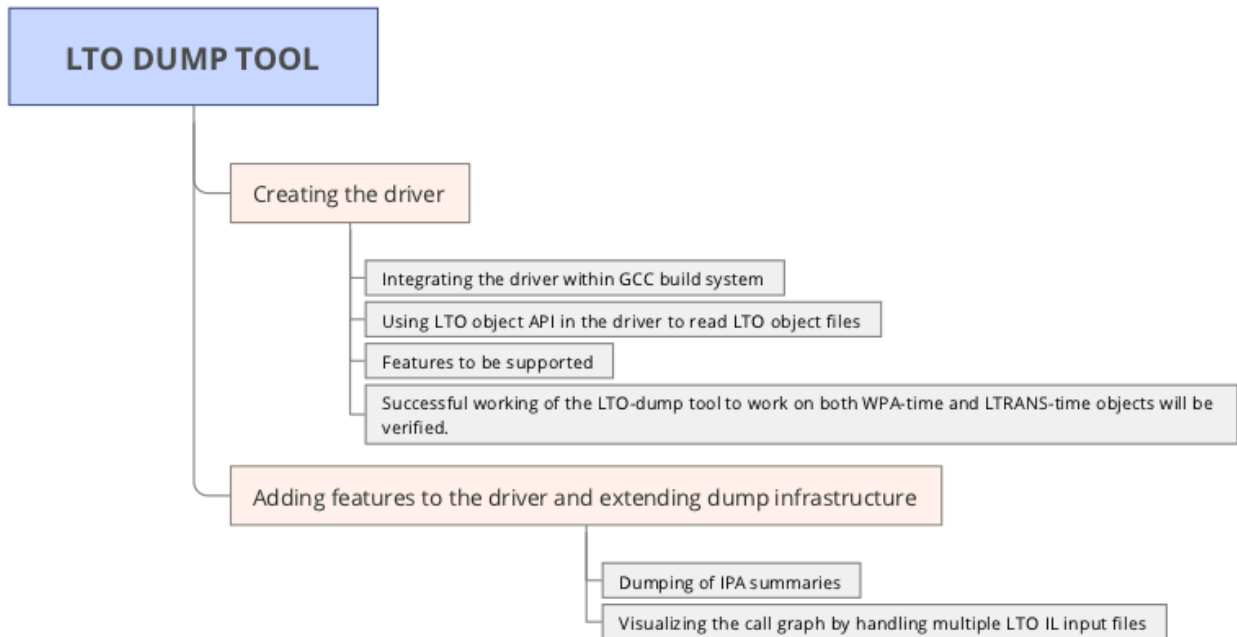 LTO DUMP TOOL
Creating the driver
Integrating the driver within GCC build system
Using LTO object API in the driver to read LTO object files
Features to be supported
Successful working of the LTO-dump tool to work on both WPA-time and LTRANS-time objects will be
verified.
Adding features to the driver and extending dump infrastructure
Dumping of IPA summaries
Visualizing the call graph by handling multiple LTO IL input files